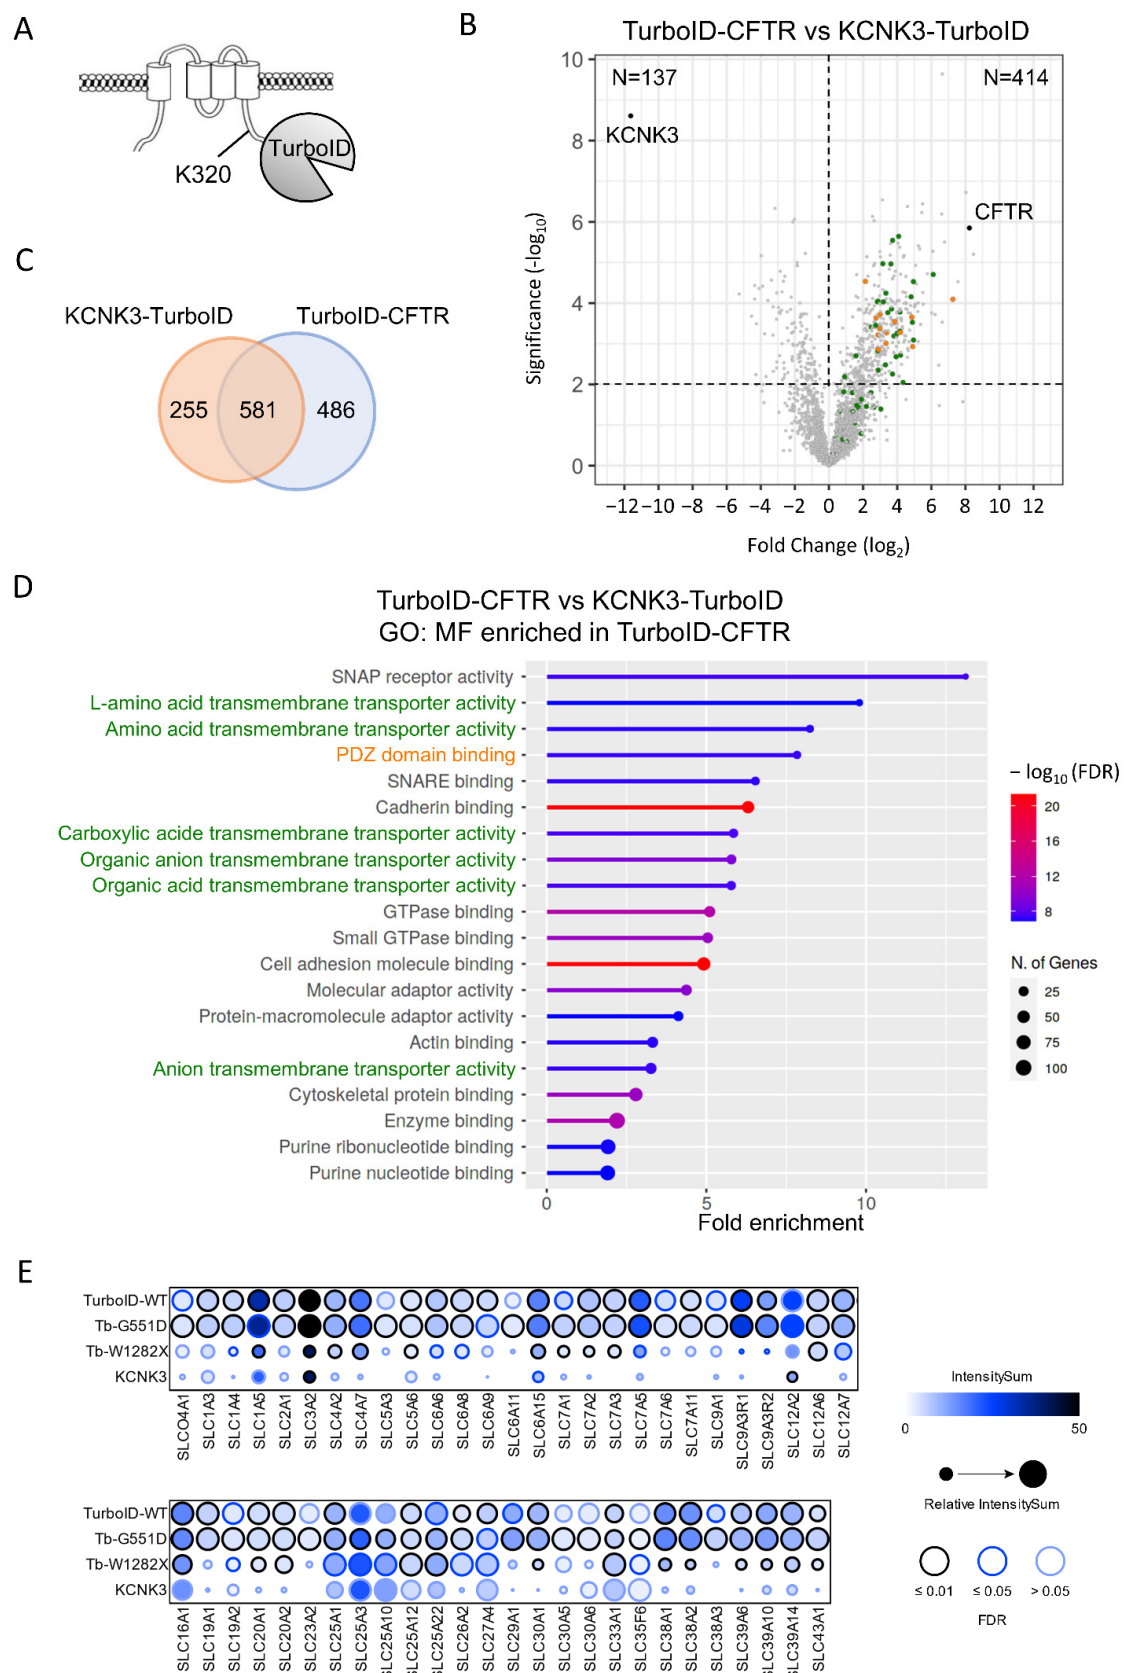 A
TurboID
K320
B
TurboID-CFTR vs KCNK3-TurboID
N=137
N=414
KCNK3
CFTR
10
8
6
4
2
0
Significance (-log10)
−12 −10 −8 −6 −4 −2 0 2 4 6 8 10 12
Fold Change (log2)
C
KCNK3-TurboID
TurboID-CFTR
255
581
486
D
TurboID-CFTR vs KCNK3-TurboID
GO: MF enriched in TurboID-CFTR
SNAP receptor activity
L-amino acid transmembrane transporter activity
Amino acid transmembrane transporter activity
PDZ domain binding
SNARE binding
Cadherin binding
Carboxylic acide transmembrane transporter activity
Organic anion transmembrane transporter activity
Organic acid transmembrane transporter activity
GTPase binding
Small GTPase binding
Cell adhesion molecule binding
Molecular adaptor activity
Protein-macromolecule adaptor activity
Actin binding
Anion transmembrane transporter activity
Cytoskeletal protein binding
Enzyme binding
Purine ribonucleotide binding
Purine nucleotide binding
0 5 10
Fold enrichment
− log10 (FDR)
20
16
12
8
N. of Genes
25
50
75
100
E
TurboID-WT
Tb-G551D
Tb-W1282X
KCNK3
SLCO4A1
SLC1A3
SLC1A4
SLC1A5
SLC2A1
SLC3A2
SLC4A2
SLC4A7
SLC5A3
SLC5A6
SLC6A6
SLC6A8
SLC6A9
SLC6A11
SLC6A15
SLC7A1
SLC7A2
SLC7A3
SLC7A5
SLC7A6
SLC7A11
SLC9A1
SLC9A3R1
SLC9A3R2
SLC12A2
SLC12A6
SLC12A7
TurboID-WT
Tb-G551D
Tb-W1282X
KCNK3
SLC16A1
SLC19A1
SLC19A2
SLC20A1
SLC20A2
SLC23A2
SLC25A1
SLC25A3
SLC25A10
SLC25A12
SLC25A22
SLC26A2
SLC27A4
SLC29A1
SLC30A1
SLC30A5
SLC30A6
SLC33A1
SLC35F6
SLC38A1
SLC38A2
SLC38A3
SLC39A6
SLC39A10
SLC39A14
SLC43A1
IntensitySum
0 50
Relative IntensitySum
≤ 0.01 ≤ 0.05 > 0.05
FDR